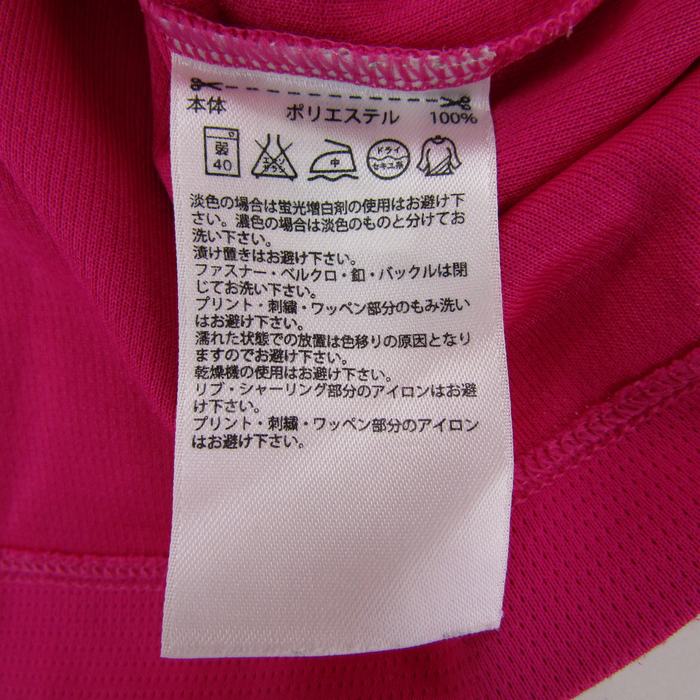 本体 ポリエステル 100%
弱 40 エンソサラシ 中 ドライ セキユ系
淡色の場合は蛍光増白剤の使用はお避け下
さい。濃色の場合は淡色のものと分けてお
洗い下さい。
漬け置きはお避け下さい。
ファスナー・ベルクロ・釦・バックルは閉
じてお洗い下さい。
プリント・刺繍・ワッペン部分のもみ洗い
はお避け下さい。
濡れた状態での放置は色移りの原因となり
ますのでお避け下さい。
乾燥機の使用はお避け下さい。
リブ・シャーリング部分のアイロンはお避
け下さい。
プリント・刺繍・ワッペン部分のアイロン
はお避け下さい。